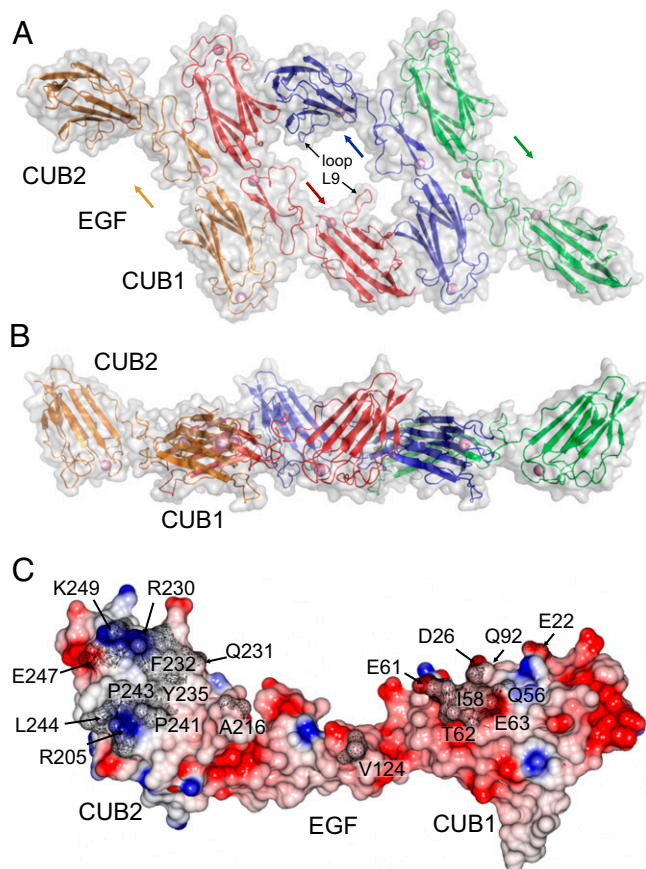 A
CUB2
EGF
CUB1
loop
L9
B
CUB2
CUB1
C
K249
R230
Q231
E247
F232
P243
Y235
L244
P241
A216
R205
CUB2
V124
EGF
E22
Q92
D26
E61
I58
Q56
T62
E63
CUB1